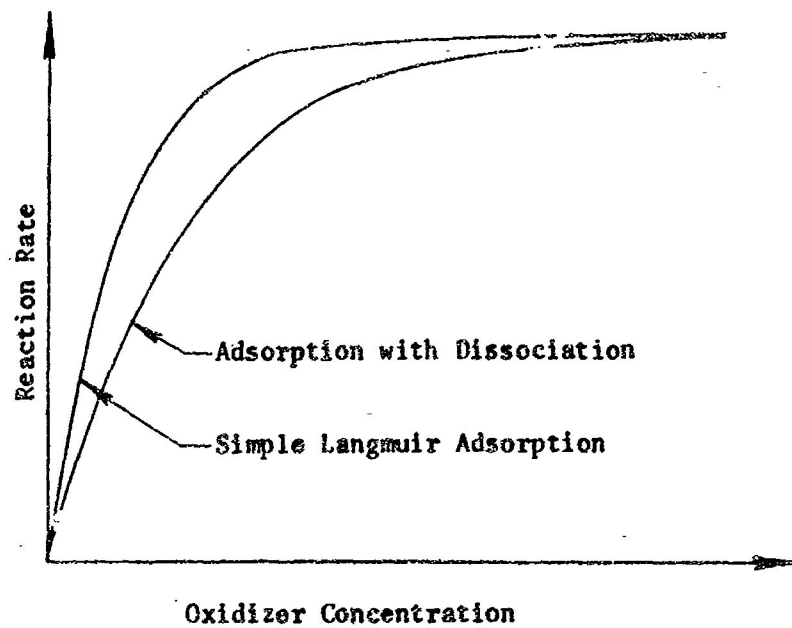 Reaction Rate
Adsorption with Dissociation
Simple Langmuir Adsorption
Oxidizer Concentration